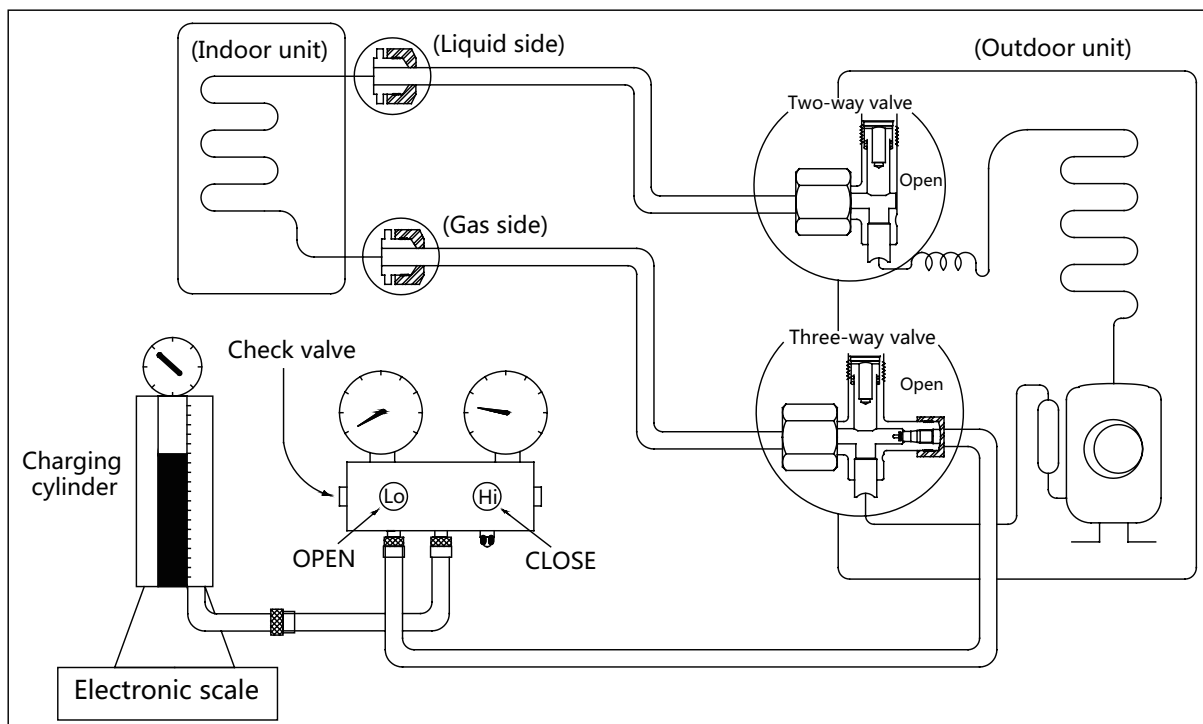 (Indoor unit)
(Liquid side)
(Outdoor unit)
Two-way valve
Open
(Gas side)
Three-way valve
Open
Check valve
Charging
cylinder
Lo
Hi
OPEN
CLOSE
Electronic scale